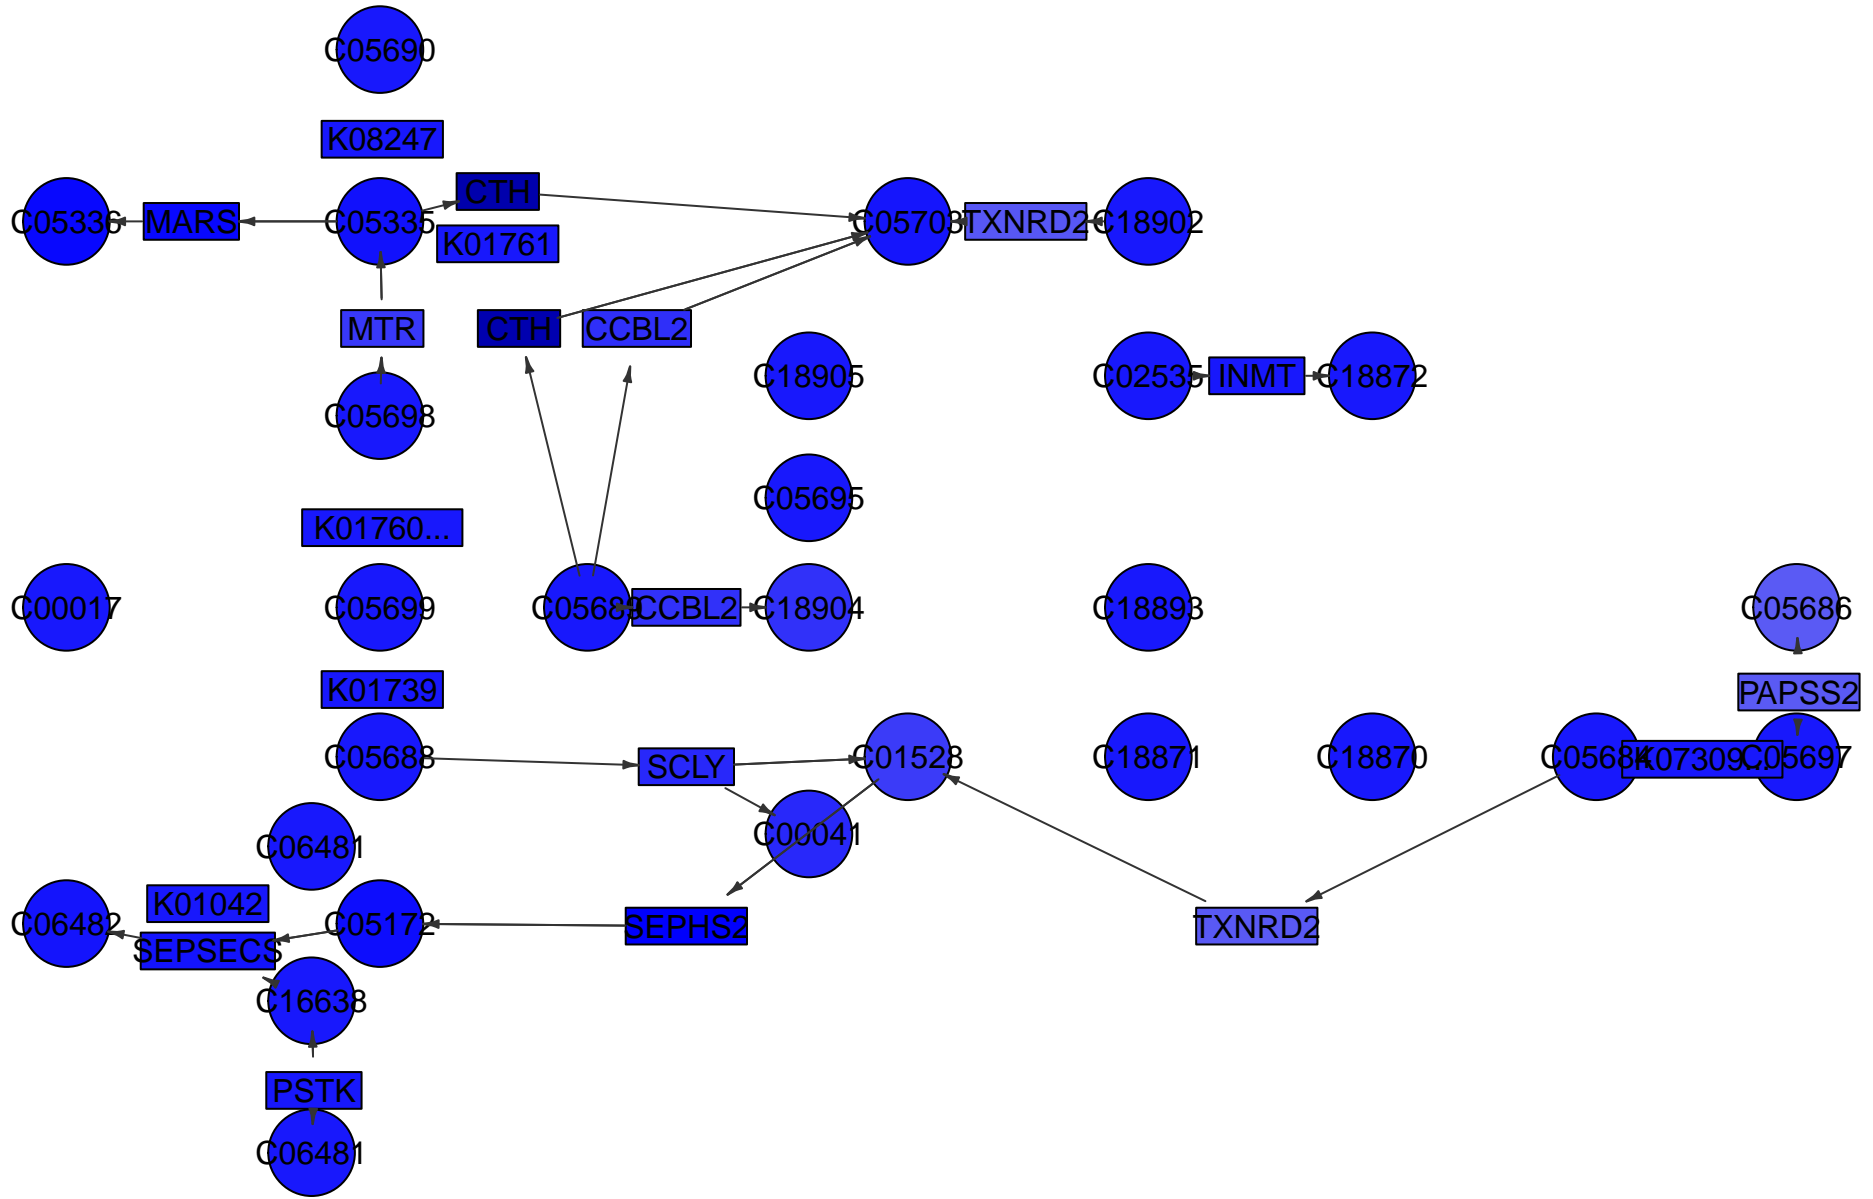 C05690
K08247
CTH
C05336
MARS
C05335
C05703
TXNRD2
C18902
K01761
MTR
CTH
CCBL2
C18905
C02535
INMT
C18872
C05698
C05695
K01760...
C00017
C05699
C05689
CCBL2
C18904
C18893
C05686
K01739
PAPSS2
C05688
SCLY
C01528
C18871
C18870
C05684
K07309...
C05697
C00041
C06481
K01042
C06482
C05172
SEPHS2
TXNRD2
SEPSECS
C16638
PSTK
C06481